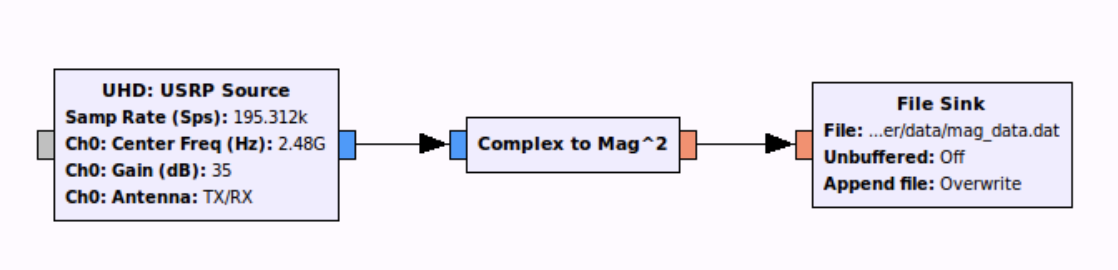 UHD: USRP Source
Samp Rate (Sps): 195.312k
Ch0: Center Freq (Hz): 2.48G
Ch0: Gain (dB): 35
Ch0: Antenna: TX/RX
Complex to Mag^2
File Sink
File: ...er/data/mag_data.dat
Unbuffered: Off
Append file: Overwrite